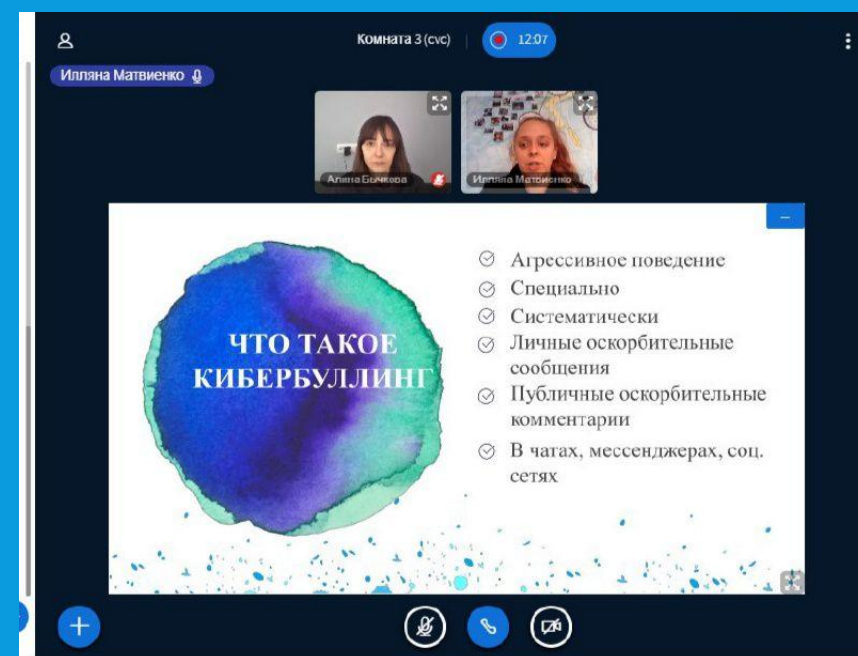 Комната 3 (cvc)
12:07
Илляна Матвиенко
Алина Бычкова
Илляна Матвиенко
ЧТО ТАКОЕ
КИБЕРБУЛЛИНГ
Агрессивное поведение
Специально
Систематически
Личные оскорбительные
сообщения
Публичные оскорбительные
комментарии
В чатах, мессенджерах, соц.
сетях